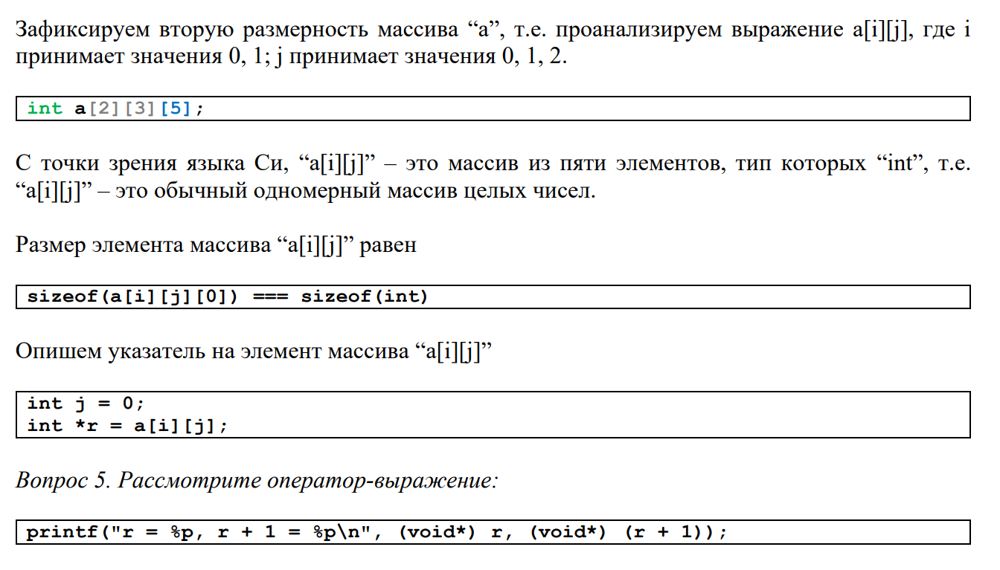 Зафиксируем вторую размерность массива “a”, т.е. проанализируем выражение a[i][j], где i
принимает значения 0, 1; j принимает значения 0, 1, 2.
int a[2][3][5];
С точки зрения языка Си, “a[i][j]” – это массив из пяти элементов, тип которых “int”, т.е.
“a[i][j]” – это обычный одномерный массив целых чисел.
Размер элемента массива “a[i][j]” равен
sizeof(a[i][j][0]) === sizeof(int)
Опишем указатель на элемент массива “a[i][j]”
int j = 0;
int *r = a[i][j];
Вопрос 5. Рассмотрите оператор-выражение:
printf("r = %p, r + 1 = %p\n", (void*) r, (void*) (r + 1));